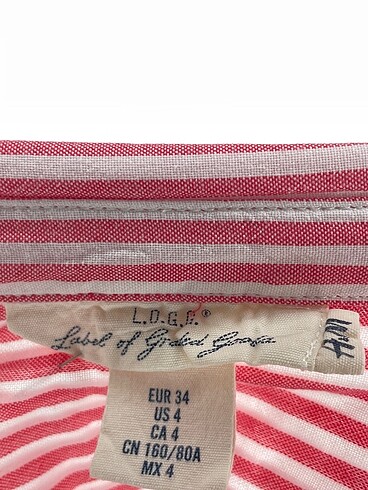 L.O.G.G.®
Label of Graded Goods
H&M
EUR 34
US 4
CA 4
CN 160/80A
MX 4